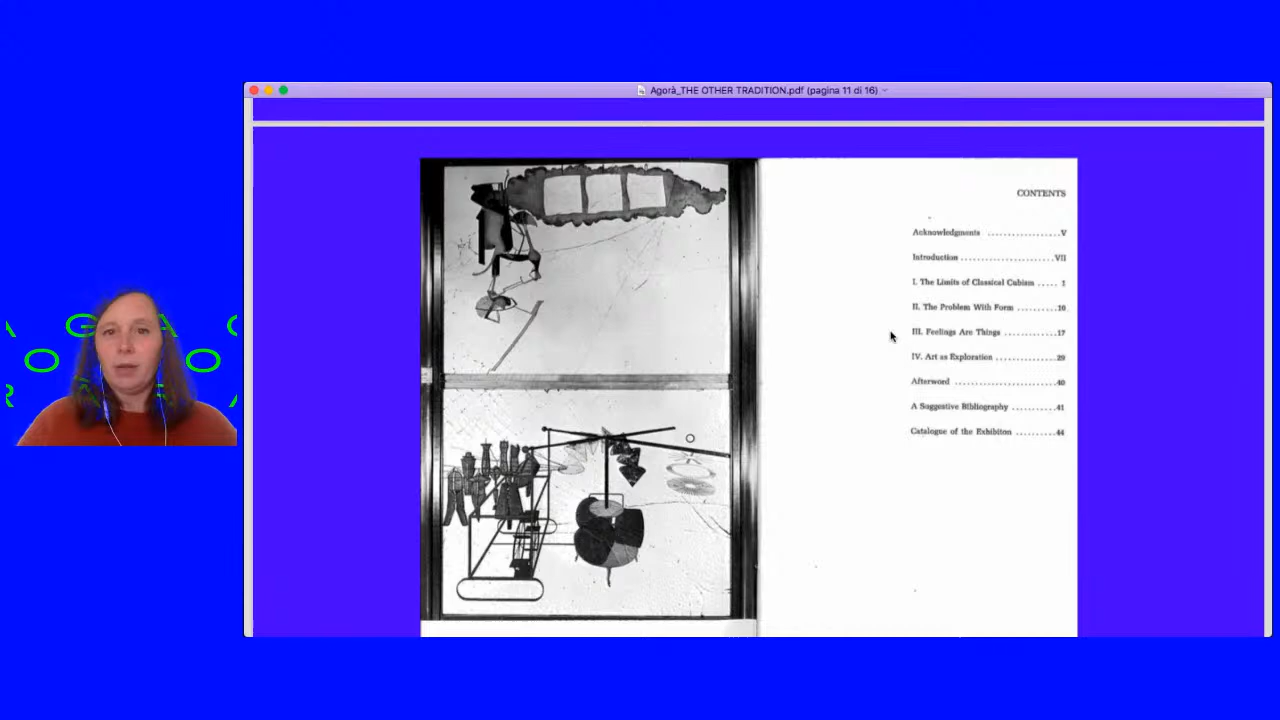 Agorà_THE OTHER TRADITION.pdf (pagina 11 di 16)
CONTENTS
Acknowledgments .................V
Introduction .......................VII
I. The Limits of Classical Cubism ..... 1
II. The Problem With Form ..........10
III. Feelings Are Things .............17
IV. Art as Exploration ...............29
Afterword ..........................40
A Suggestive Bibliography ...........41
Catalogue of the Exhibiton ..........44
A G A G
O O O
R A R A